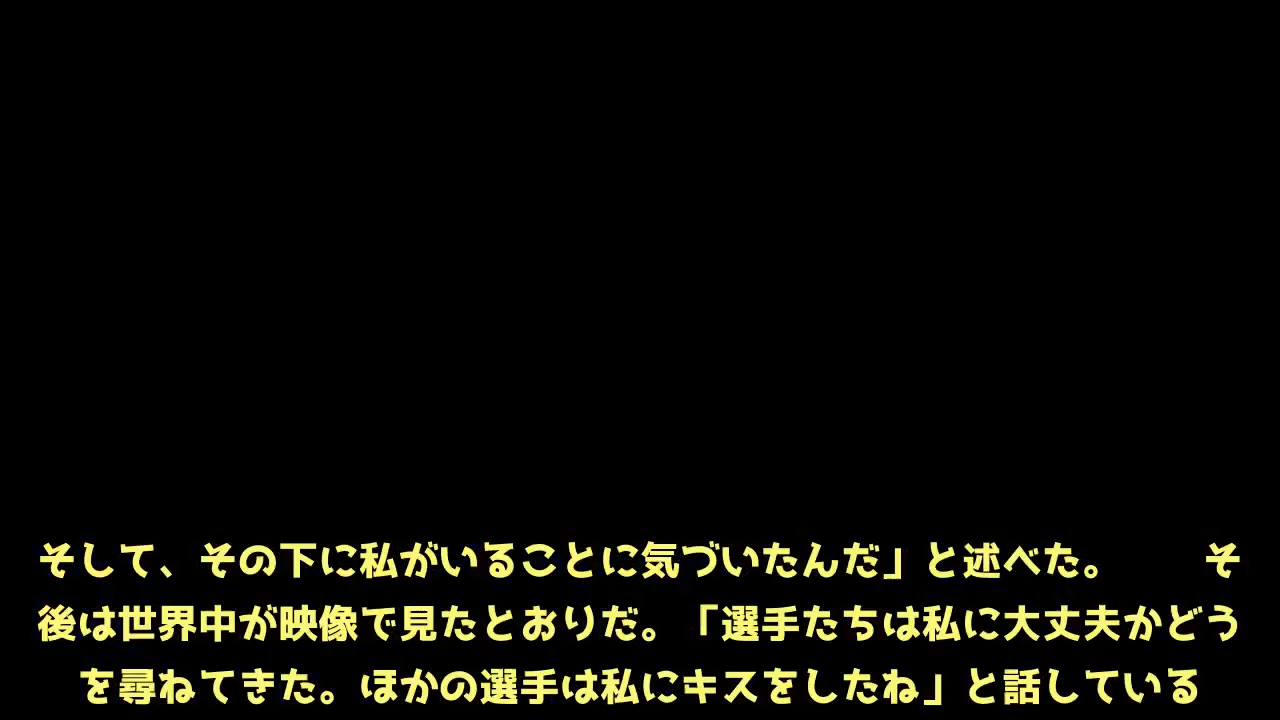 そして、その下に私がいることに気づいたんだ」と述べた。　　そ
後は世界中が映像で見たとおりだ。「選手たちは私に大丈夫かどう
を尋ねてきた。ほかの選手は私にキスをしたね」と話している